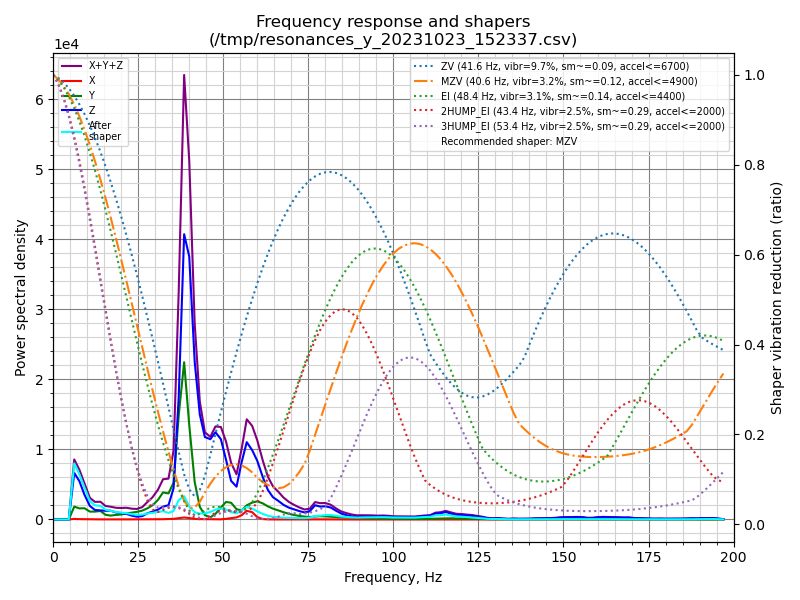 Frequency response and shapers
(/tmp/resonances_y_20231023_152337.csv)
1e4
X+Y+Z
X
Y
Z
After
shaper
ZV (41.6 Hz, vibr=9.7%, sm~=0.09, accel<=6700)
MZV (40.6 Hz, vibr=3.2%, sm~=0.12, accel<=4900)
EI (48.4 Hz, vibr=3.1%, sm~=0.14, accel<=4400)
2HUMP_EI (43.4 Hz, vibr=2.5%, sm~=0.29, accel<=2000)
3HUMP_EI (53.4 Hz, vibr=2.5%, sm~=0.29, accel<=2000)
Recommended shaper: MZV
Power spectral density
6
5
4
3
2
1
0
1.0
0.8
0.6
0.4
0.2
0.0
Shaper vibration reduction (ratio)
0 25 50 75 100 125 150 175 200
Frequency, Hz